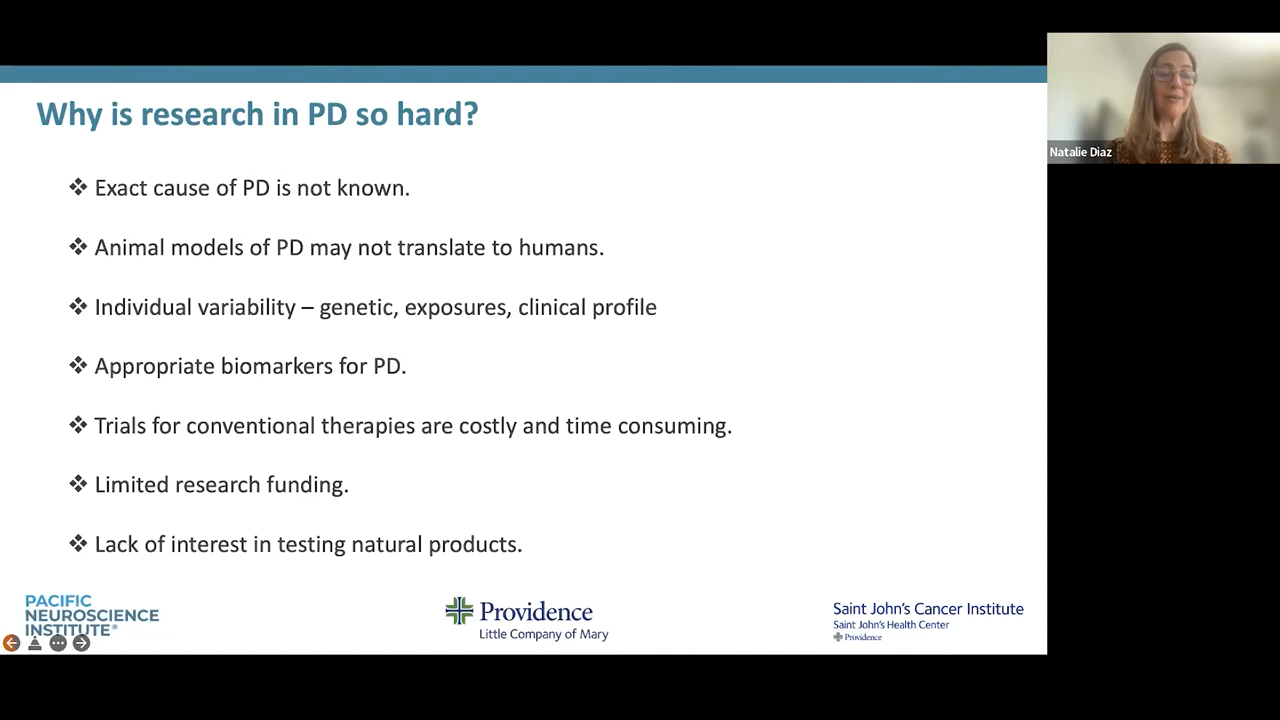 Why is research in PD so hard?
Natalie Diaz
❖ Exact cause of PD is not known.
❖ Animal models of PD may not translate to humans.
❖ Individual variability – genetic, exposures, clinical profile
❖ Appropriate biomarkers for PD.
❖ Trials for conventional therapies are costly and time consuming.
❖ Limited research funding.
❖ Lack of interest in testing natural products.
PACIFIC
NEUROSCIENCE
INSTITUTE®
Providence
Little Company of Mary
Saint John's Cancer Institute
Saint John's Health Center
Providence